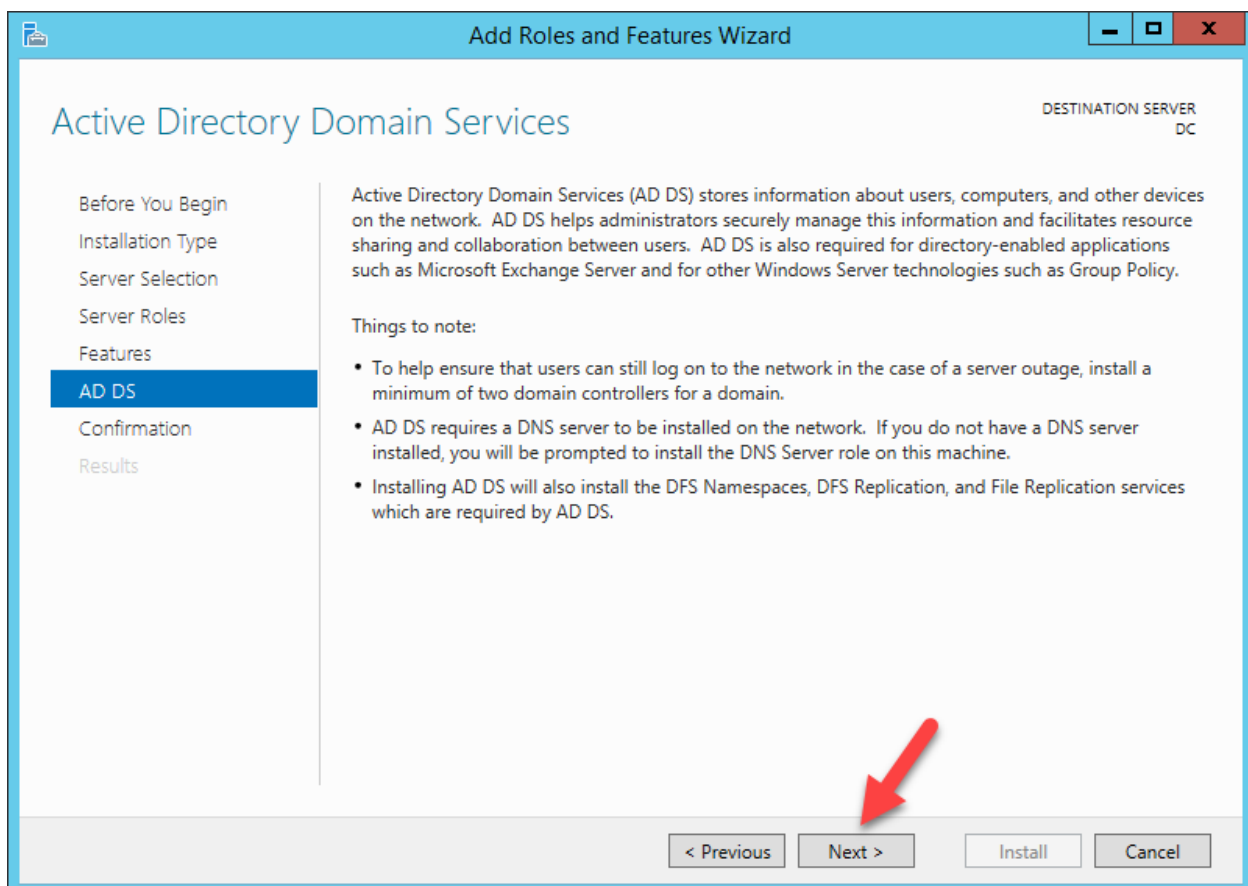 Add Roles and Features Wizard
x
Active Directory Domain Services
DESTINATION SERVER
DC
Before You Begin
Installation Type
Server Selection
Server Roles
Features
AD DS
Confirmation
Results
Active Directory Domain Services (AD DS) stores information about users, computers, and other devices
on the network.  AD DS helps administrators securely manage this information and facilitates resource
sharing and collaboration between users.  AD DS is also required for directory-enabled applications
such as Microsoft Exchange Server and for other Windows Server technologies such as Group Policy.
Things to note:
• To help ensure that users can still log on to the network in the case of a server outage, install a
minimum of two domain controllers for a domain.
• AD DS requires a DNS server to be installed on the network.  If you do not have a DNS server
installed, you will be prompted to install the DNS Server role on this machine.
• Installing AD DS will also install the DFS Namespaces, DFS Replication, and File Replication services
which are required by AD DS.
< Previous
Next >
Install
Cancel